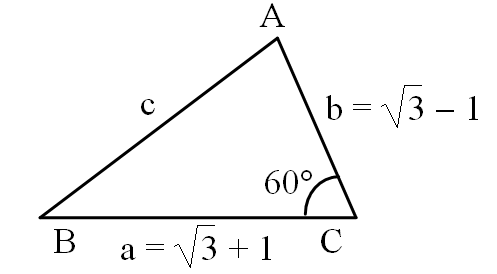 A
c
b = √3 − 1
60°
B
a = √3 + 1
C